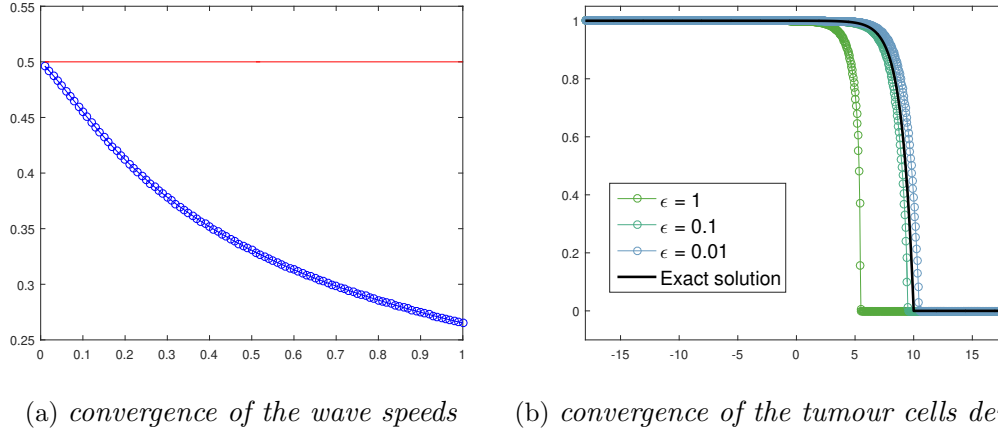 0.55
0.5
0.45
0.4
0.35
0.3
0.25
0 0.1 0.2 0.3 0.4 0.5 0.6 0.7 0.8 0.9 1
1
0.8
0.6
0.4
0.2
0
-15 -10 -5 0 5 10 15
ϵ = 1
ϵ = 0.1
ϵ = 0.01
Exact solution
(a) convergence of the wave speeds
(b) convergence of the tumour cells de